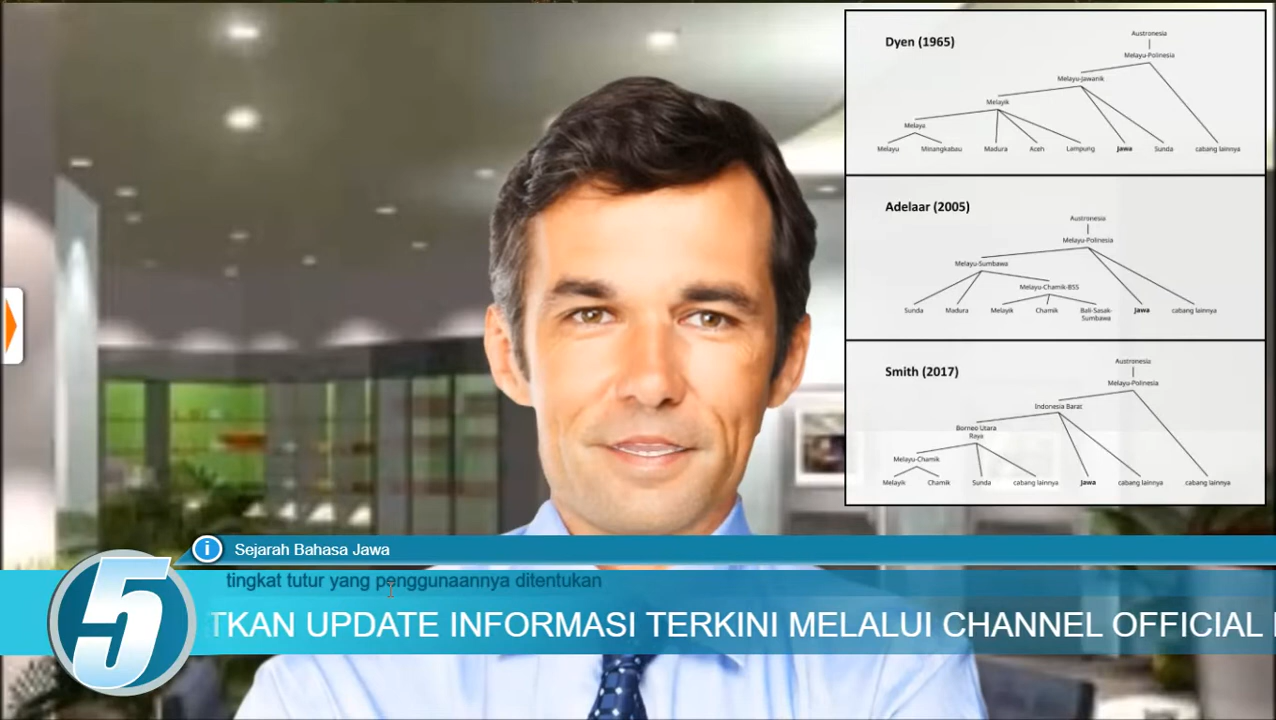 Dyen (1965)
Austronesia
Melayu-Polinesia
Melayu-Jawanik
Melayik
Melaya
Melayu Minangkabau Madura Aceh Lampung Jawa Sunda cabang lainnya
Adelaar (2005)
Austronesia
Melayu-Polinesia
Melayu-Sumbawa
Melayu-Chamik-BSS
Sunda Madura Melayik Chamik Bali-Sasak-Sumbawa Jawa cabang lainnya
Smith (2017)
Austronesia
Melayu-Polinesia
Indonesia Barat
Borneo Utara
Raya
Melayu-Chamik
Melayik Chamik Sunda cabang lainnya Jawa cabang lainnya cabang lainnya
i Sejarah Bahasa Jawa
tingkat tutur yang penggunaannya ditentukan
5
TKAN UPDATE INFORMASI TERKINI MELALUI CHANNEL OFFICIAL